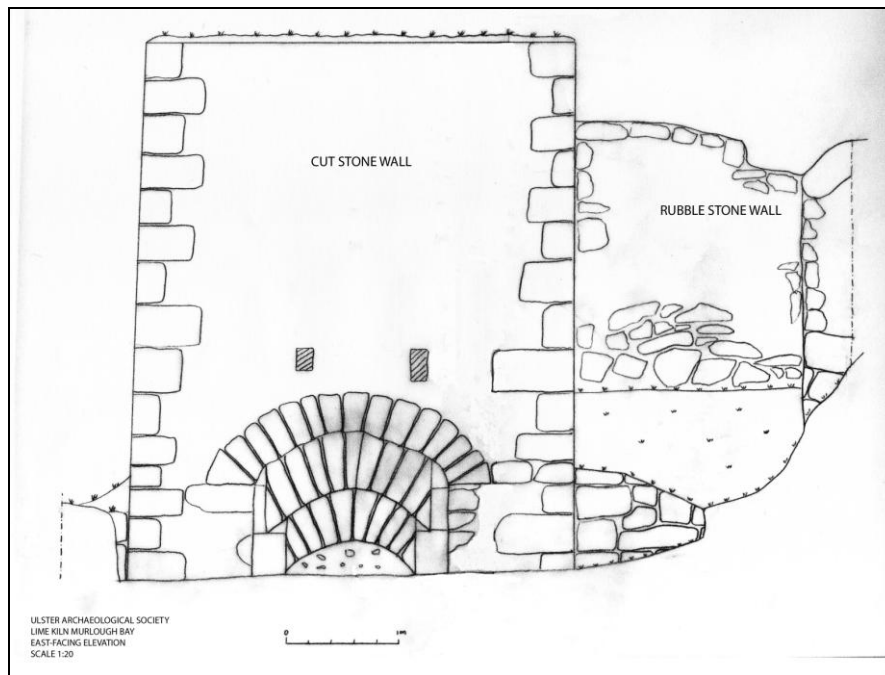 CUT STONE WALL
RUBBLE STONE WALL
ULSTER ARCHAEOLOGICAL SOCIETY
LIME KILN MURLOUGH BAY
EAST-FACING ELEVATION
SCALE 1:20
0 1m